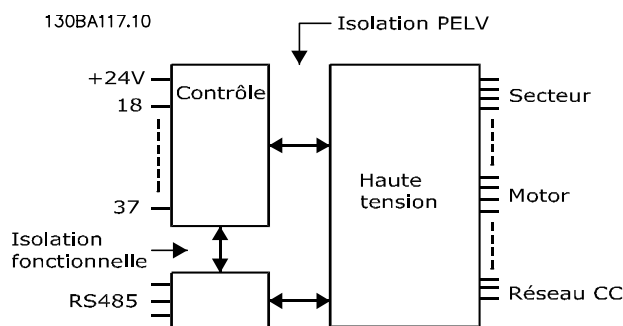 130BA117.10
Isolation PELV
+24V
Contrôle
18
Secteur
Haute
tension
Motor
37
Isolation
fonctionnelle
RS485
Réseau CC